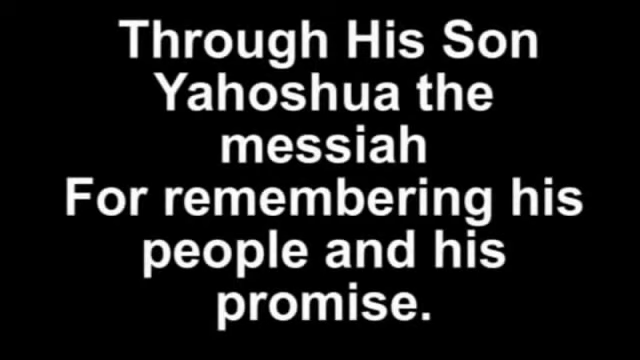 Through His Son
Yahoshua the
messiah
For remembering his
people and his
promise.